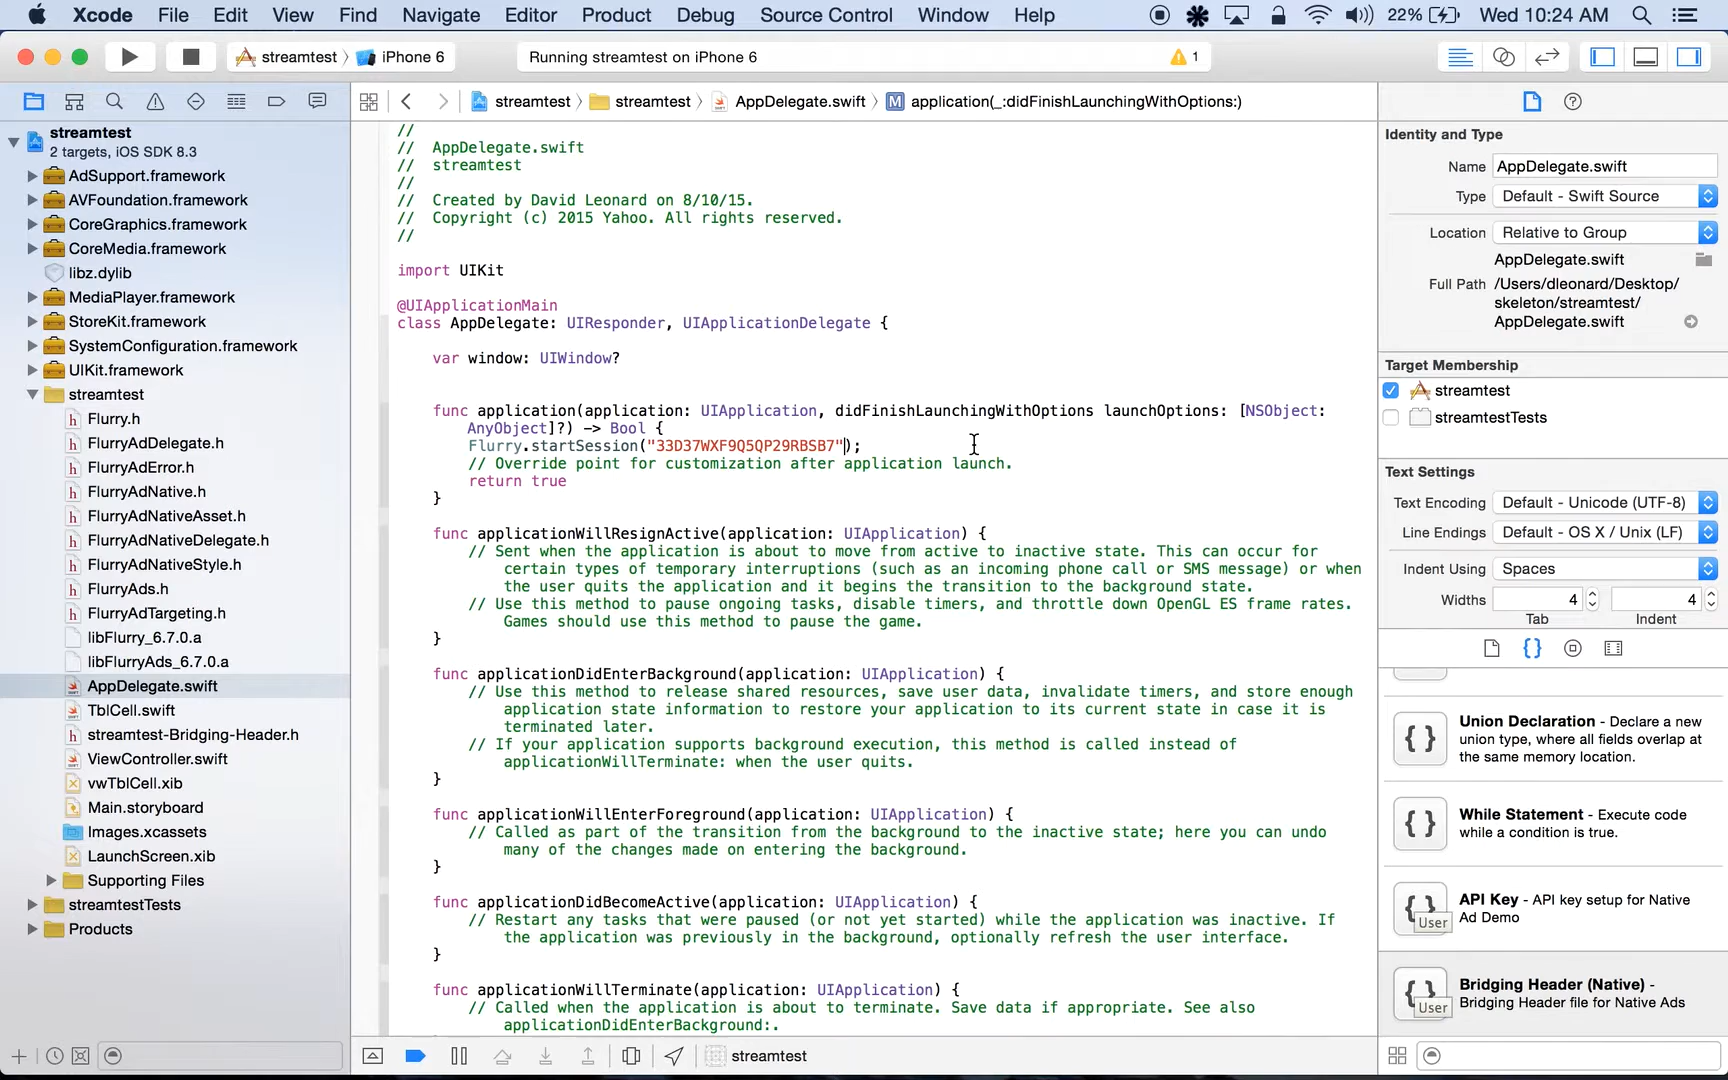 Xcode File Edit View Find Navigate Editor Product Debug Source Control Window Help 22% Wed 10:24 AM
streamtest iPhone 6 Running streamtest on iPhone 6 1
streamtest streamtest AppDelegate.swift M application(_:didFinishLaunchingWithOptions:)
streamtest
2 targets, iOS SDK 8.3
AdSupport.framework
AVFoundation.framework
CoreGraphics.framework
CoreMedia.framework
libz.dylib
MediaPlayer.framework
StoreKit.framework
SystemConfiguration.framework
UIKit.framework
streamtest
h Flurry.h
h FlurryAdDelegate.h
h FlurryAdError.h
h FlurryAdNative.h
h FlurryAdNativeAsset.h
h FlurryAdNativeDelegate.h
h FlurryAdNativeStyle.h
h FlurryAds.h
h FlurryAdTargeting.h
libFlurry_6.7.0.a
libFlurryAds_6.7.0.a
AppDelegate.swift
TblCell.swift
h streamtest-Bridging-Header.h
ViewController.swift
vwTblCell.xib
Main.storyboard
Images.xcassets
LaunchScreen.xib
Supporting Files
streamtestTests
Products
//
// AppDelegate.swift
// streamtest
//
// Created by David Leonard on 8/10/15.
// Copyright (c) 2015 Yahoo. All rights reserved.
//
import UIKit
@UIApplicationMain
class AppDelegate: UIResponder, UIApplicationDelegate {
var window: UIWindow?
func application(application: UIApplication, didFinishLaunchingWithOptions launchOptions: [NSObject:
AnyObject]?) -> Bool {
Flurry.startSession("33D37WXF9Q5QP29RBSB7");
// Override point for customization after application launch.
return true
}
func applicationWillResignActive(application: UIApplication) {
// Sent when the application is about to move from active to inactive state. This can occur for
certain types of temporary interruptions (such as an incoming phone call or SMS message) or when
the user quits the application and it begins the transition to the background state.
// Use this method to pause ongoing tasks, disable timers, and throttle down OpenGL ES frame rates.
Games should use this method to pause the game.
}
func applicationDidEnterBackground(application: UIApplication) {
// Use this method to release shared resources, save user data, invalidate timers, and store enough
application state information to restore your application to its current state in case it is
terminated later.
// If your application supports background execution, this method is called instead of
applicationWillTerminate: when the user quits.
}
func applicationWillEnterForeground(application: UIApplication) {
// Called as part of the transition from the background to the inactive state; here you can undo
many of the changes made on entering the background.
}
func applicationDidBecomeActive(application: UIApplication) {
// Restart any tasks that were paused (or not yet started) while the application was inactive. If
the application was previously in the background, optionally refresh the user interface.
}
func applicationWillTerminate(application: UIApplication) {
// Called when the application is about to terminate. Save data if appropriate. See also
applicationDidEnterBackground:.
streamtest
Identity and Type
Name AppDelegate.swift
Type Default - Swift Source
Location Relative to Group
AppDelegate.swift
Full Path /Users/dleonard/Desktop/
skeleton/streamtest/
AppDelegate.swift
Target Membership
streamtest
streamtestTests
Text Settings
Text Encoding Default - Unicode (UTF-8)
Line Endings Default - OS X / Unix (LF)
Indent Using Spaces
Widths 4 4
Tab Indent
{ } Union Declaration - Declare a new
union type, where all fields overlap at
the same memory location.
{ } While Statement - Execute code
while a condition is true.
{ } User API Key - API key setup for Native
Ad Demo
{ } User Bridging Header (Native) -
Bridging Header file for Native Ads